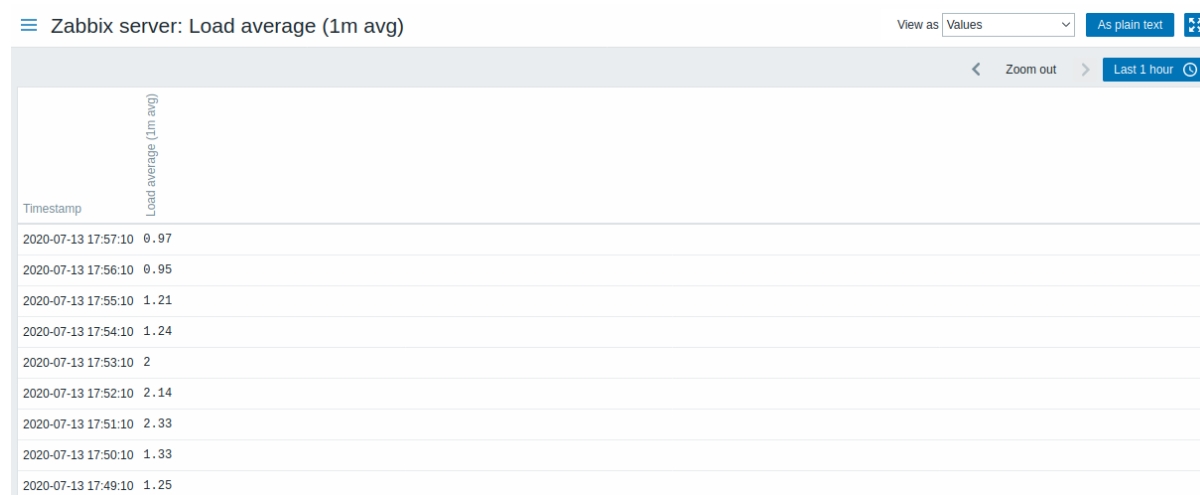 Zabbix server: Load average (1m avg)
View as Values As plain text
Zoom out Last 1 hour
Timestamp Load average (1m avg)
2020-07-13 17:57:10 0.97
2020-07-13 17:56:10 0.95
2020-07-13 17:55:10 1.21
2020-07-13 17:54:10 1.24
2020-07-13 17:53:10 2
2020-07-13 17:52:10 2.14
2020-07-13 17:51:10 2.33
2020-07-13 17:50:10 1.33
2020-07-13 17:49:10 1.25